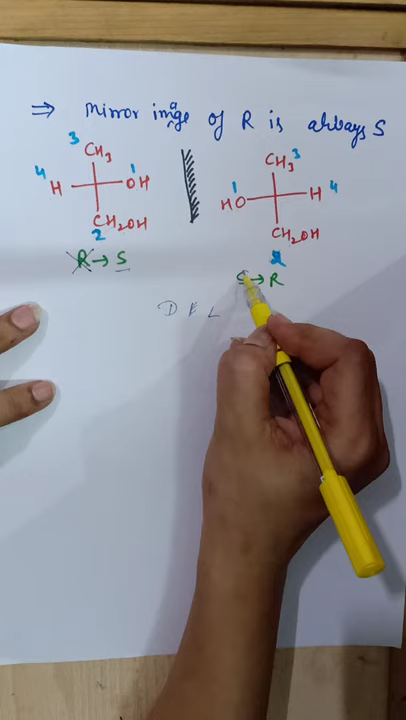 ⇒ Mirror image of R is always S
3 3
CH3 CH3
4 1 1 4
H OH HO H
CH2OH CH2OH
2 2
R → S S → R
D & L